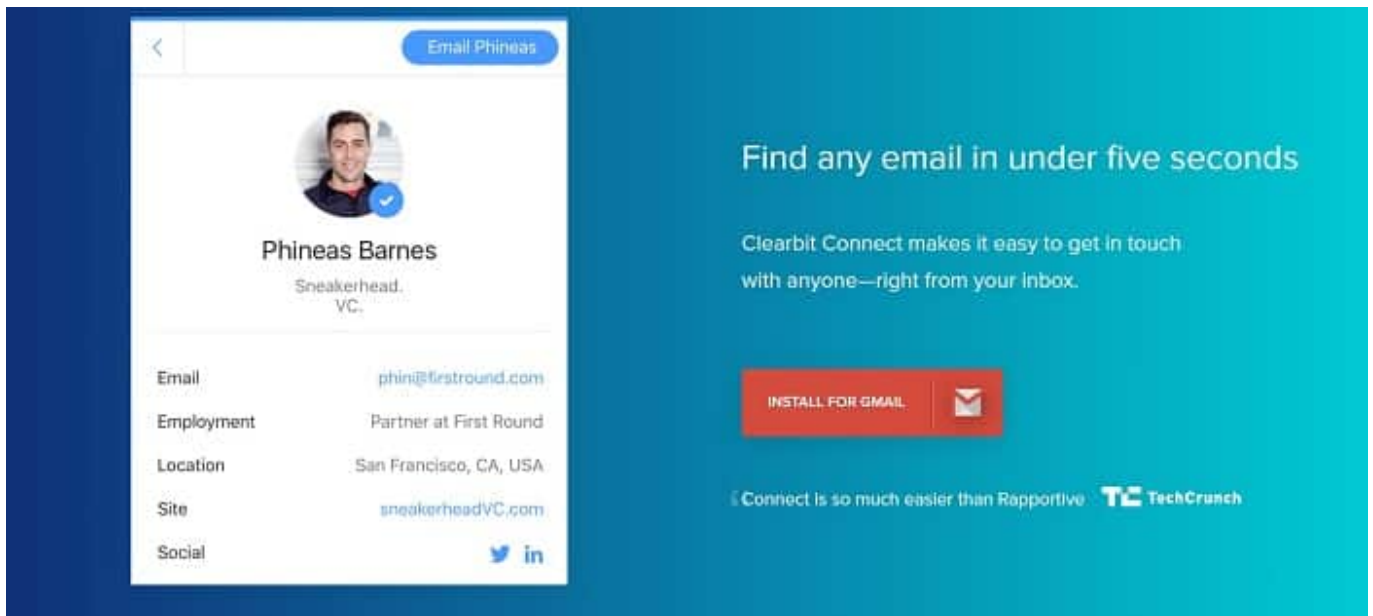 Email Phineas
Phineas Barnes
Sneakerhead.
VC.
Email phin@firstround.com
Employment Partner at First Round
Location San Francisco, CA, USA
Site sneakerheadVC.com
Social in
Find any email in under five seconds
Clearbit Connect makes it easy to get in touch
with anyone—right from your inbox.
INSTALL FOR GMAIL
“Connect is so much easier than Rapportive TC TechCrunch